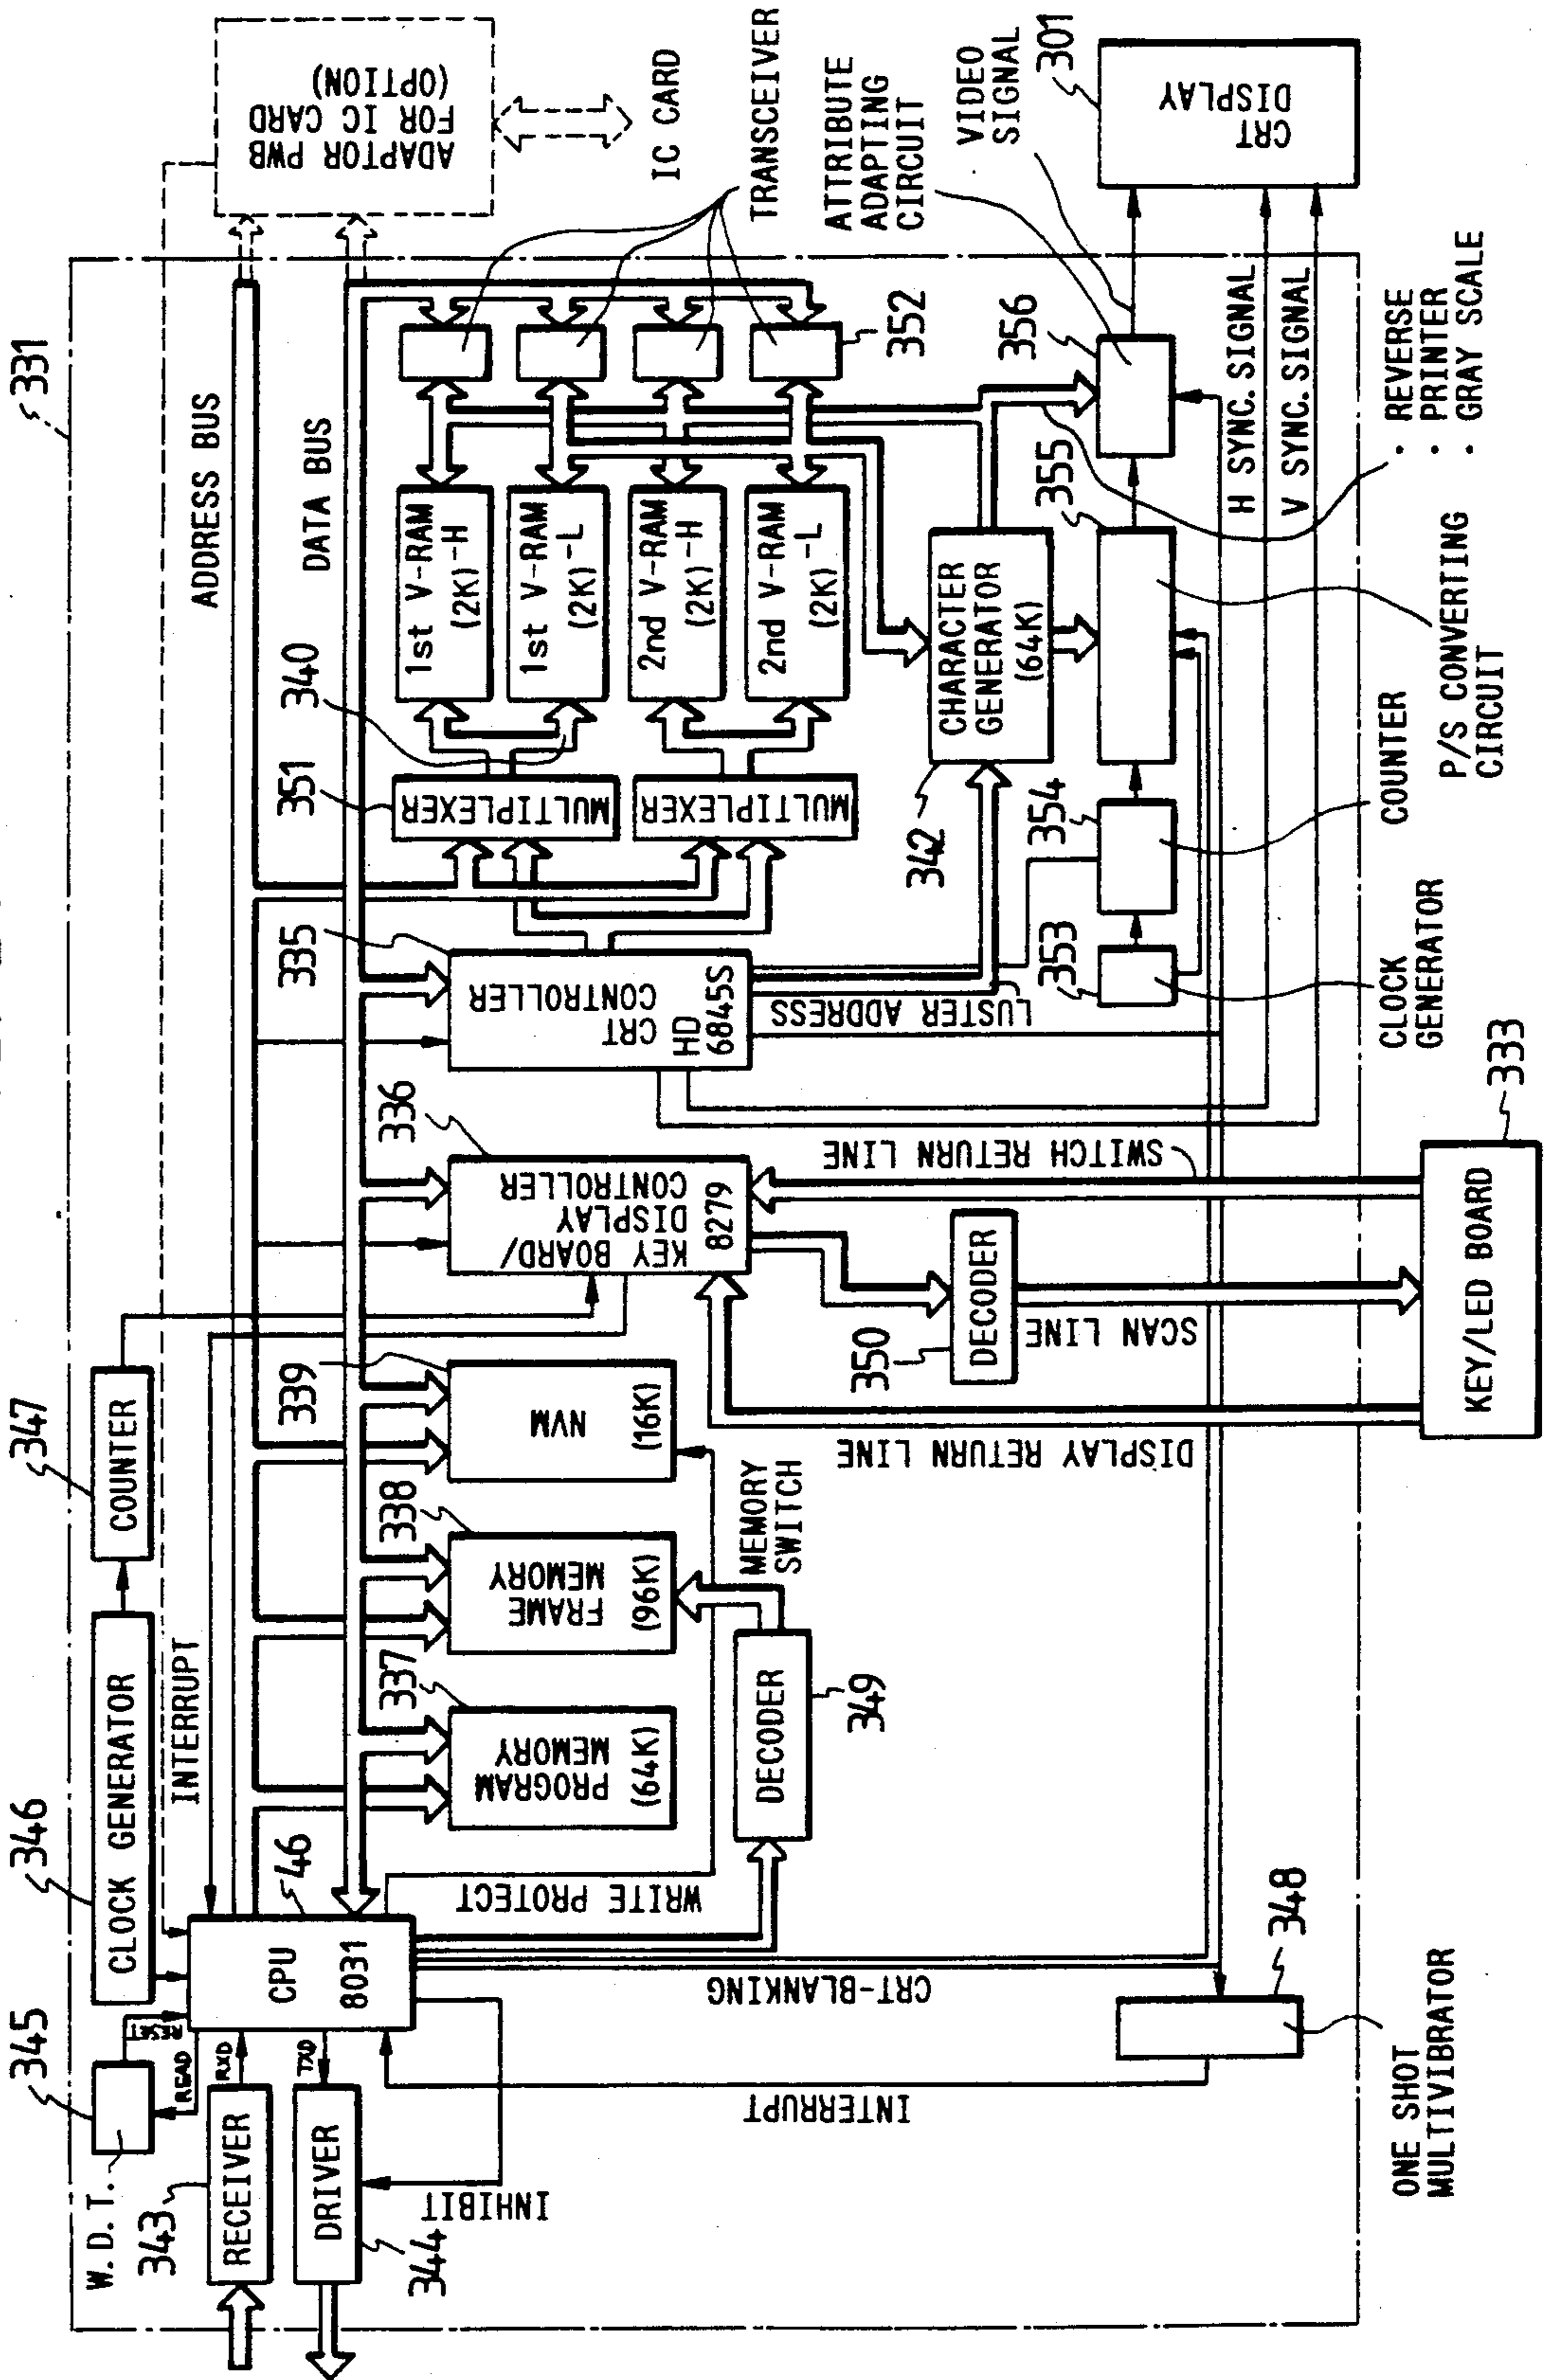 331
ADDRESS BUS
DATA BUS
ADAPTOR PWB
FOR IC CARD
(OPTION)
IC CARD
TRANSCEIVER
ATTRIBUTE
ADAPTING
CIRCUIT
VIDEO
SIGNAL
301
CRT
DISPLAY
346
CLOCK GENERATOR
347
COUNTER
INTERRUPT
345
W.D.T.
RESET
READ
RXD
TXD
343
RECEIVER
344
DRIVER
INHIBIT
46
CPU
8031
WRITE PROTECT
CRT-BLANKING
INTERRUPT
348
ONE SHOT
MULTIVIBRATOR
337
PROGRAM
MEMORY
(64K)
338
FRAME
MEMORY
(96K)
349
DECODER
MEMORY
SWITCH
339
NVM
(16K)
336
KEY BOARD/
DISPLAY
CONTROLLER
8279
350
DECODER
SCAN LINE
DISPLAY RETURN LINE
SWITCH RETURN LINE
333
KEY/LED BOARD
335
CRT
CONTROLLER
HD
6845S
LUSTER ADDRESS
351
MULTIPLEXER
MULTIPLEXER
340
1st V-RAM
(2K)-H
1st V-RAM
(2K)-L
2nd V-RAM
(2K)-H
2nd V-RAM
(2K)-L
352
342
CHARACTER
GENERATOR
(64K)
353
354
355
356
H SYNC.SIGNAL
V SYNC.SIGNAL
CLOCK
GENERATOR
COUNTER
P/S CONVERTING
CIRCUIT
· REVERSE
· PRINTER
· GRAY SCALE